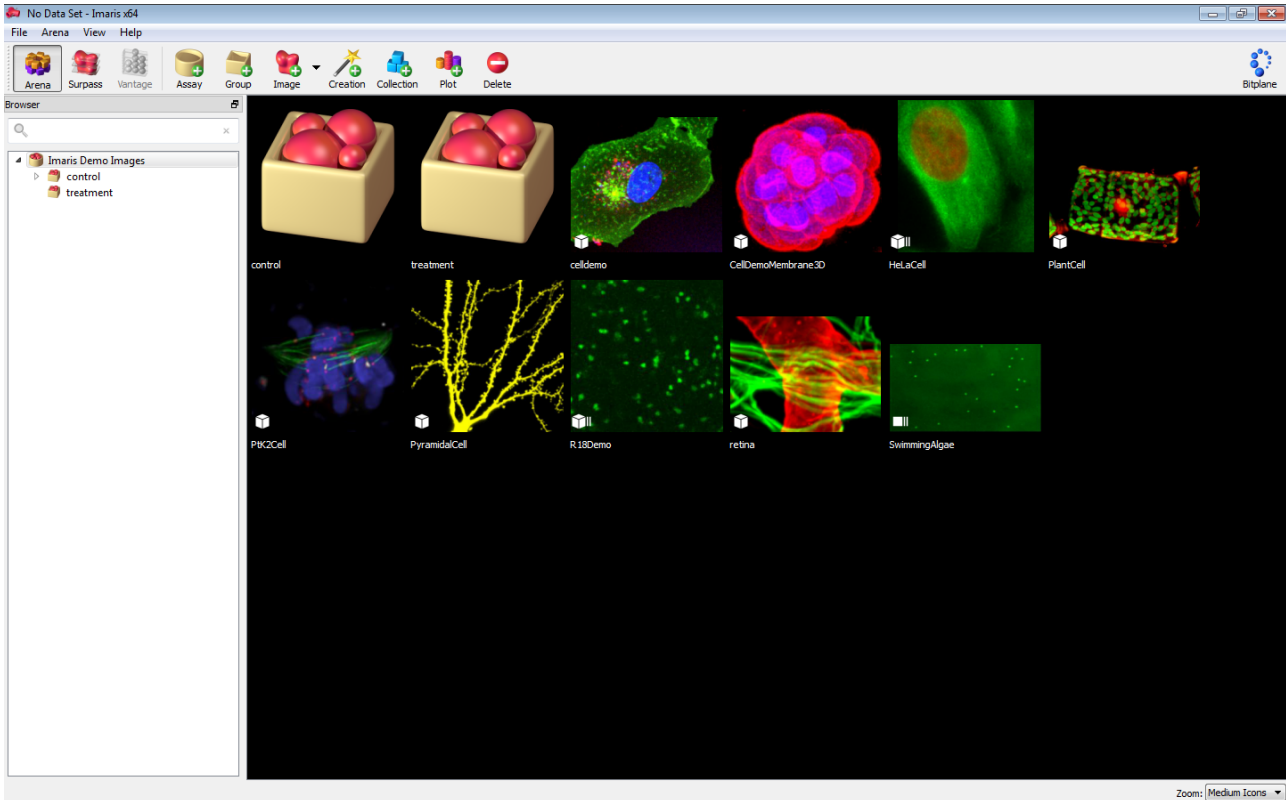 No Data Set - Imaris x64
File Arena View Help
Arena Surpass Vantage Assay Group Image Creation Collection Plot Delete Bitplane
Browser
Imaris Demo Images
control
treatment
control treatment celldemo CellDemoMembrane3D HeLaCell PlantCell
PtK2Cell PyramidalCell R18Demo retina SwimmingAlgae
Zoom: Medium Icons